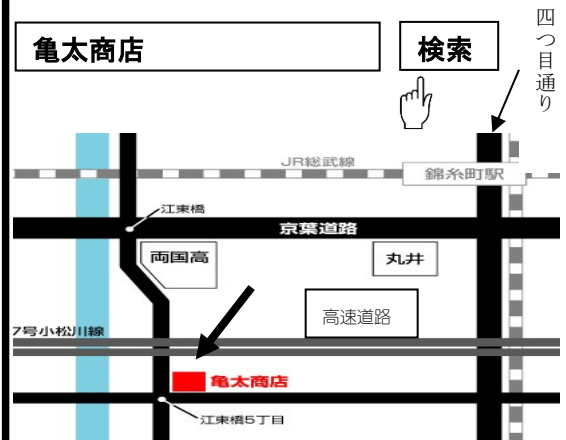 亀太商店
検索
四つ目通り
JR総武線
錦糸町駅
江東橋
京葉道路
両国高
丸井
高速道路
7号小松川線
亀太商店
江東橋5丁目